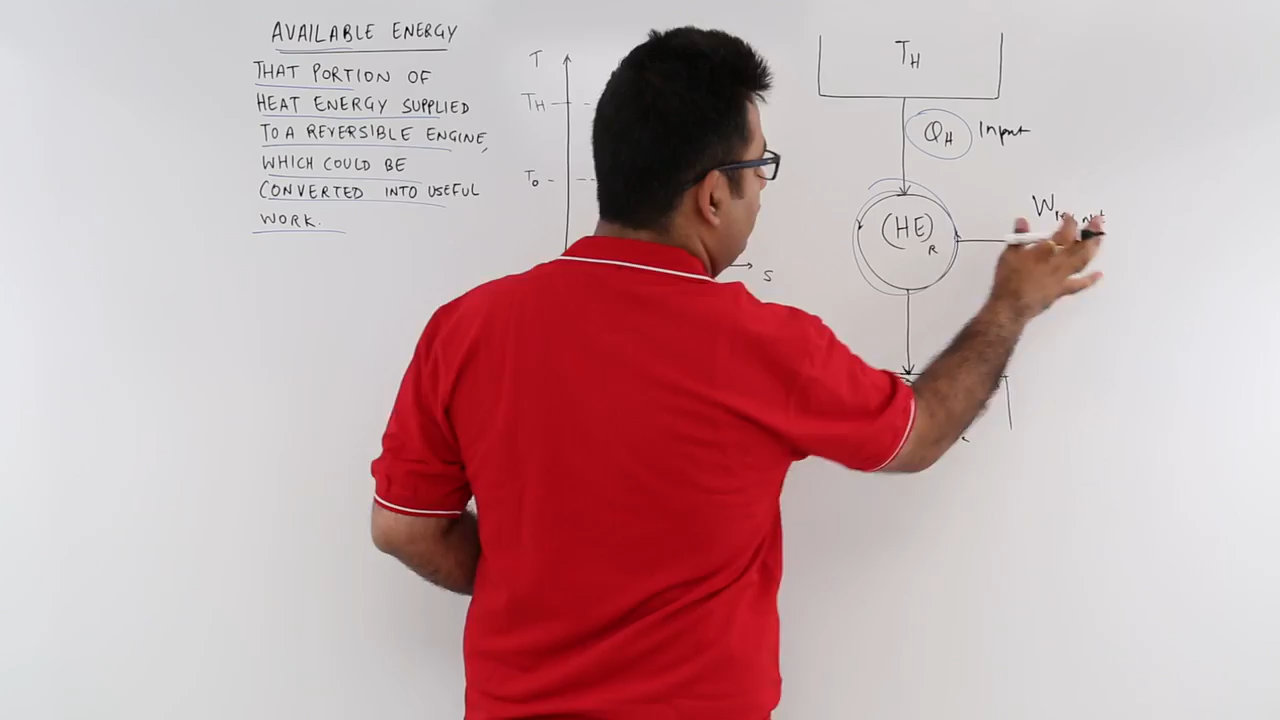 AVAILABLE ENERGY
THAT PORTION OF
HEAT ENERGY SUPPLIED
TO A REVERSIBLE ENGINE,
WHICH COULD BE
CONVERTED INTO USEFUL
WORK.
T
TH
T0
S
TH
QH Input
(HE)R
W